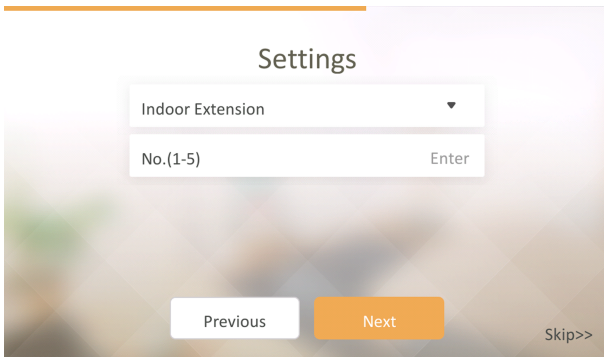 Settings
Indoor Extension
No.(1-5) Enter
Previous Next
Skip>>